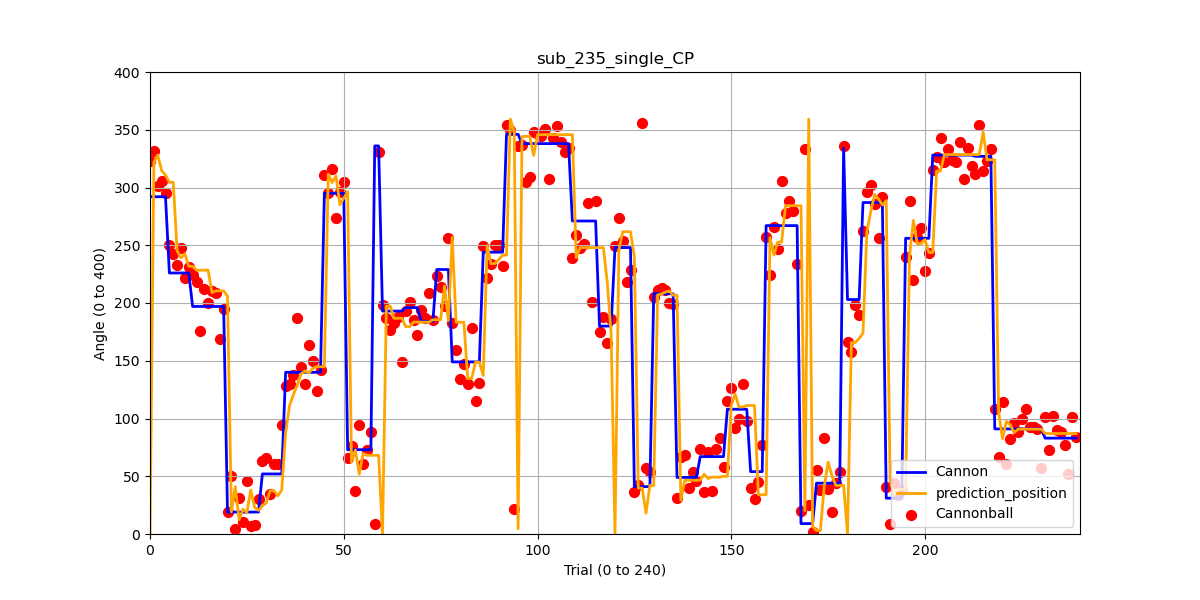 sub_235_single_CP
400
350
300
250
200
150
100
50
0
Angle (0 to 400)
0 50 100 150 200
Trial (0 to 240)
Cannon
prediction_position
Cannonball